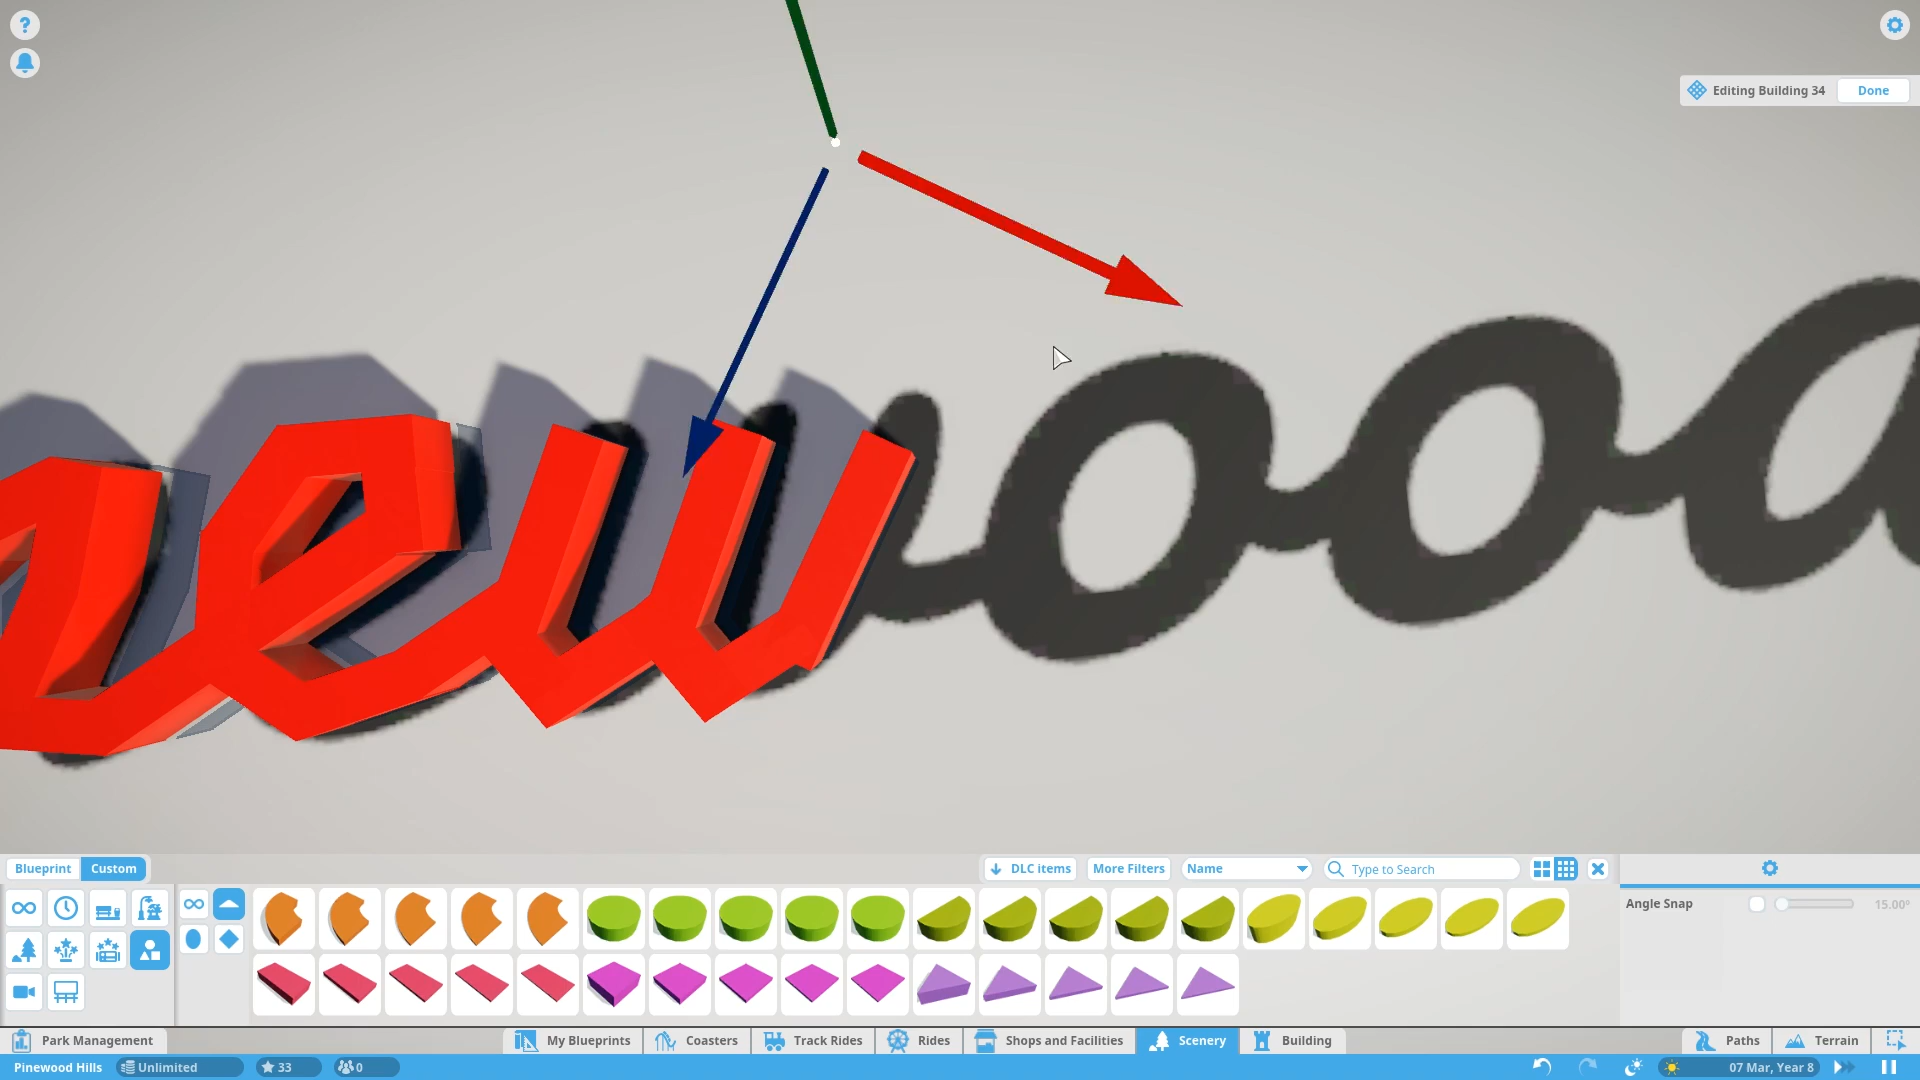 ?
Editing Building 34 Done
newood
Blueprint Custom DLC items More Filters Name Type to Search
Angle Snap 15.00°
Park Management My Blueprints Coasters Track Rides Rides Shops and Facilities Scenery Building Paths Terrain
Pinewood Hills Unlimited 33 0 07 Mar, Year 8